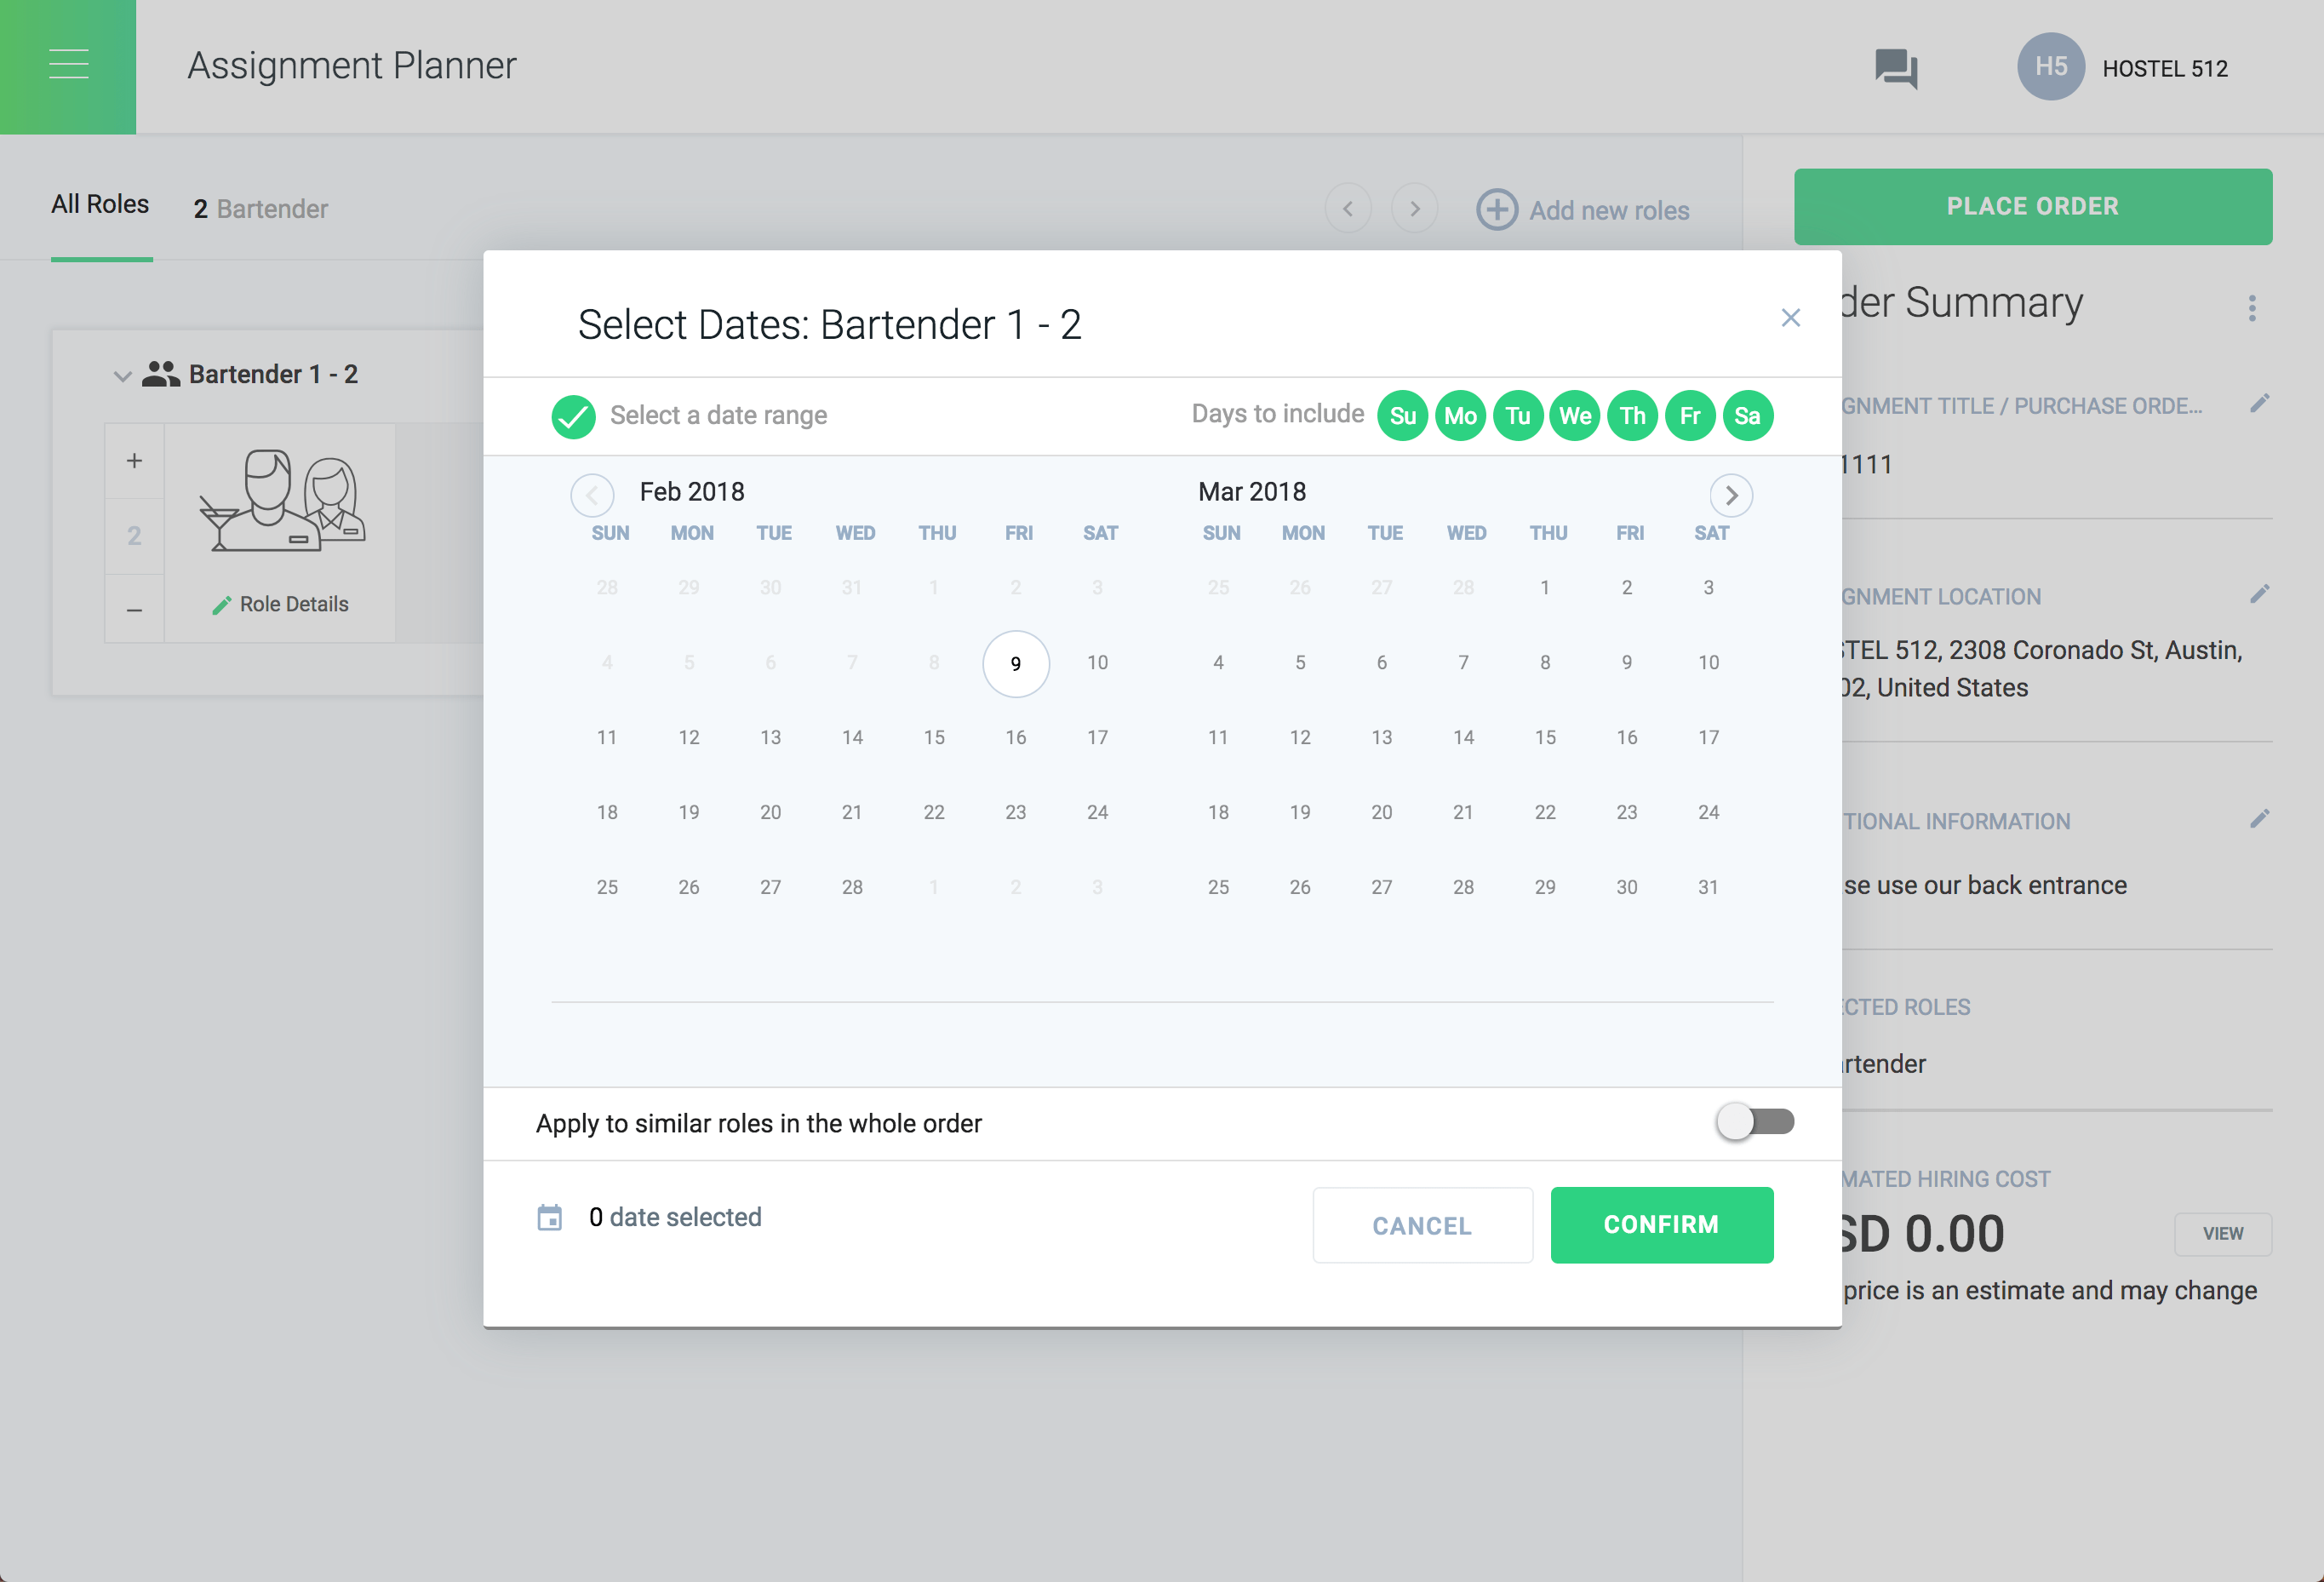 Assignment Planner
H5 HOSTEL 512
All Roles
2 Bartender
Add new roles
PLACE ORDER
Bartender 1 - 2
+
2
−
Role Details
Select Dates: Bartender 1 - 2
Select a date range
Days to include Su Mo Tu We Th Fr Sa
Feb 2018
SUN MON TUE WED THU FRI SAT
28 29 30 31 1 2 3
4 5 6 7 8 9 10
11 12 13 14 15 16 17
18 19 20 21 22 23 24
25 26 27 28 1 2 3
Mar 2018
SUN MON TUE WED THU FRI SAT
25 26 27 28 1 2 3
4 5 6 7 8 9 10
11 12 13 14 15 16 17
18 19 20 21 22 23 24
25 26 27 28 29 30 31
Apply to similar roles in the whole order
0 date selected
CANCEL
CONFIRM
der Summary
GNMENT TITLE / PURCHASE ORDE...
1111
GNMENT LOCATION
STEL 512, 2308 Coronado St, Austin,
02, United States
TIONAL INFORMATION
se use our back entrance
ECTED ROLES
artender
MATED HIRING COST
SD 0.00
VIEW
price is an estimate and may change